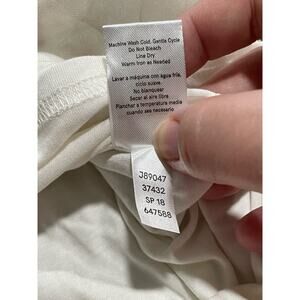 Machine Wash Cold, Gentle Cycle
Do Not Bleach
Line Dry
Warm Iron as Needed
Lavar a máquina con agua fría,
ciclo suave
No blanquear
Secar al aire libre
Planchar a temperatura media
cuando sea necesario
J89047
37432
SP 18
647588